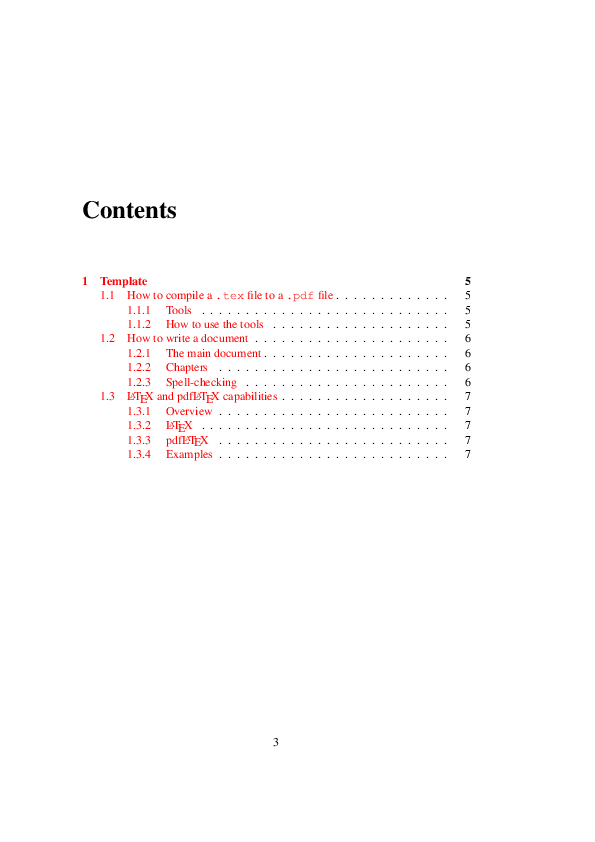 Contents
1 Template 5
1.1 How to compile a .tex file to a .pdf file . . . . . . . . . . . . . 5
1.1.1 Tools . . . . . . . . . . . . . . . . . . . . . . . . . . . . 5
1.1.2 How to use the tools . . . . . . . . . . . . . . . . . . . . 5
1.2 How to write a document . . . . . . . . . . . . . . . . . . . . . . 6
1.2.1 The main document . . . . . . . . . . . . . . . . . . . . . 6
1.2.2 Chapters . . . . . . . . . . . . . . . . . . . . . . . . . . 6
1.2.3 Spell-checking . . . . . . . . . . . . . . . . . . . . . . . 6
1.3 LATEX and pdfLATEX capabilities . . . . . . . . . . . . . . . . . . . 7
1.3.1 Overview . . . . . . . . . . . . . . . . . . . . . . . . . . 7
1.3.2 LATEX . . . . . . . . . . . . . . . . . . . . . . . . . . . . 7
1.3.3 pdfLATEX . . . . . . . . . . . . . . . . . . . . . . . . . . 7
1.3.4 Examples . . . . . . . . . . . . . . . . . . . . . . . . . . 7
3